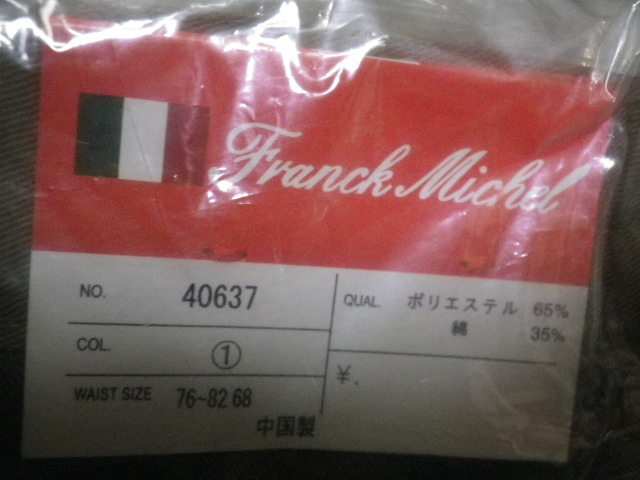 Franck Michel
NO. 40637
COL. ①
WAIST SIZE 76~82 68
QUAL. ポリエステル 65%
綿 35%
¥.
中国製